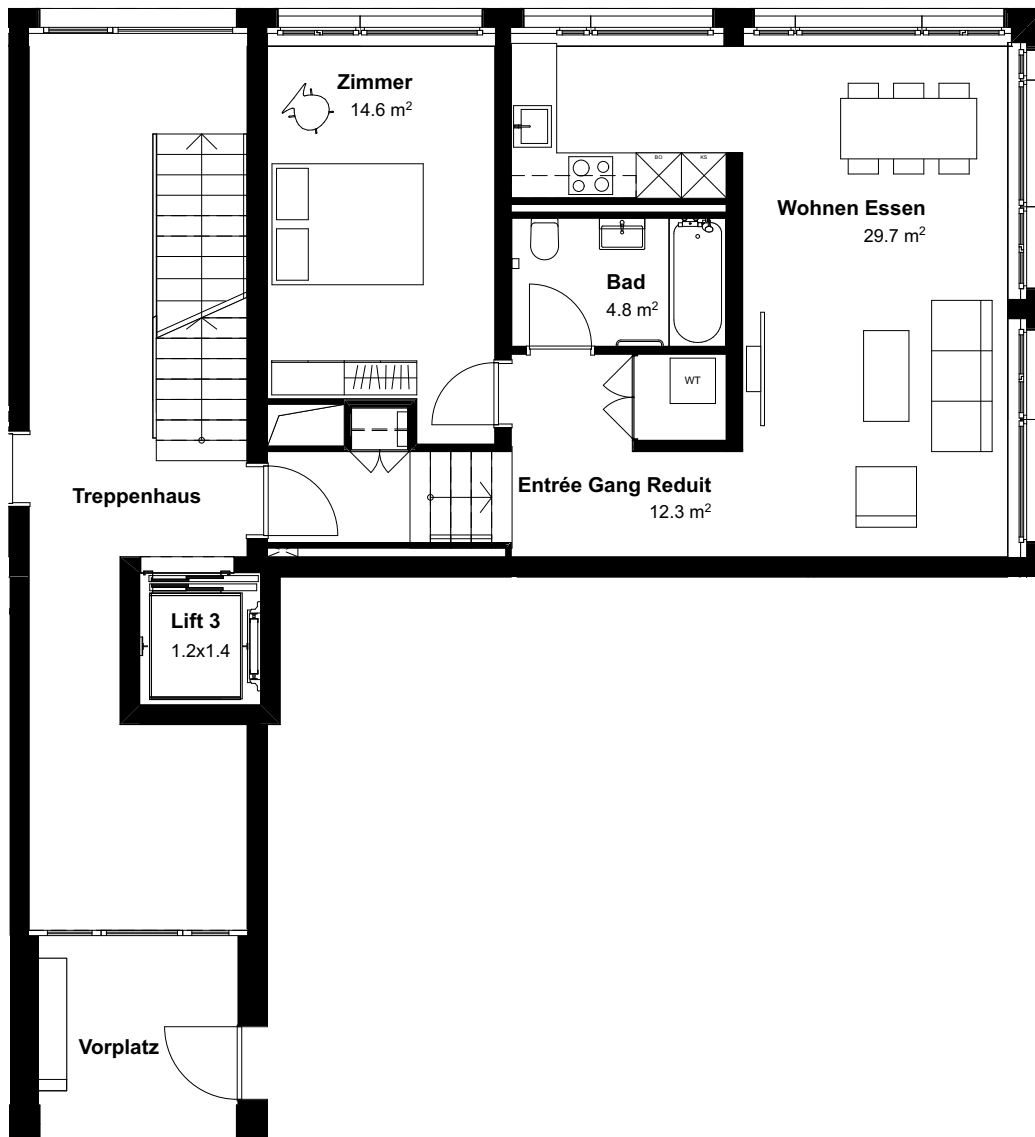 Zimmer
14.6 m²
BO
KS
Wohnen Essen
29.7 m²
Bad
4.8 m²
WT
Treppenhaus
Entrée Gang Reduit
12.3 m²
Lift 3
1.2x1.4
Vorplatz